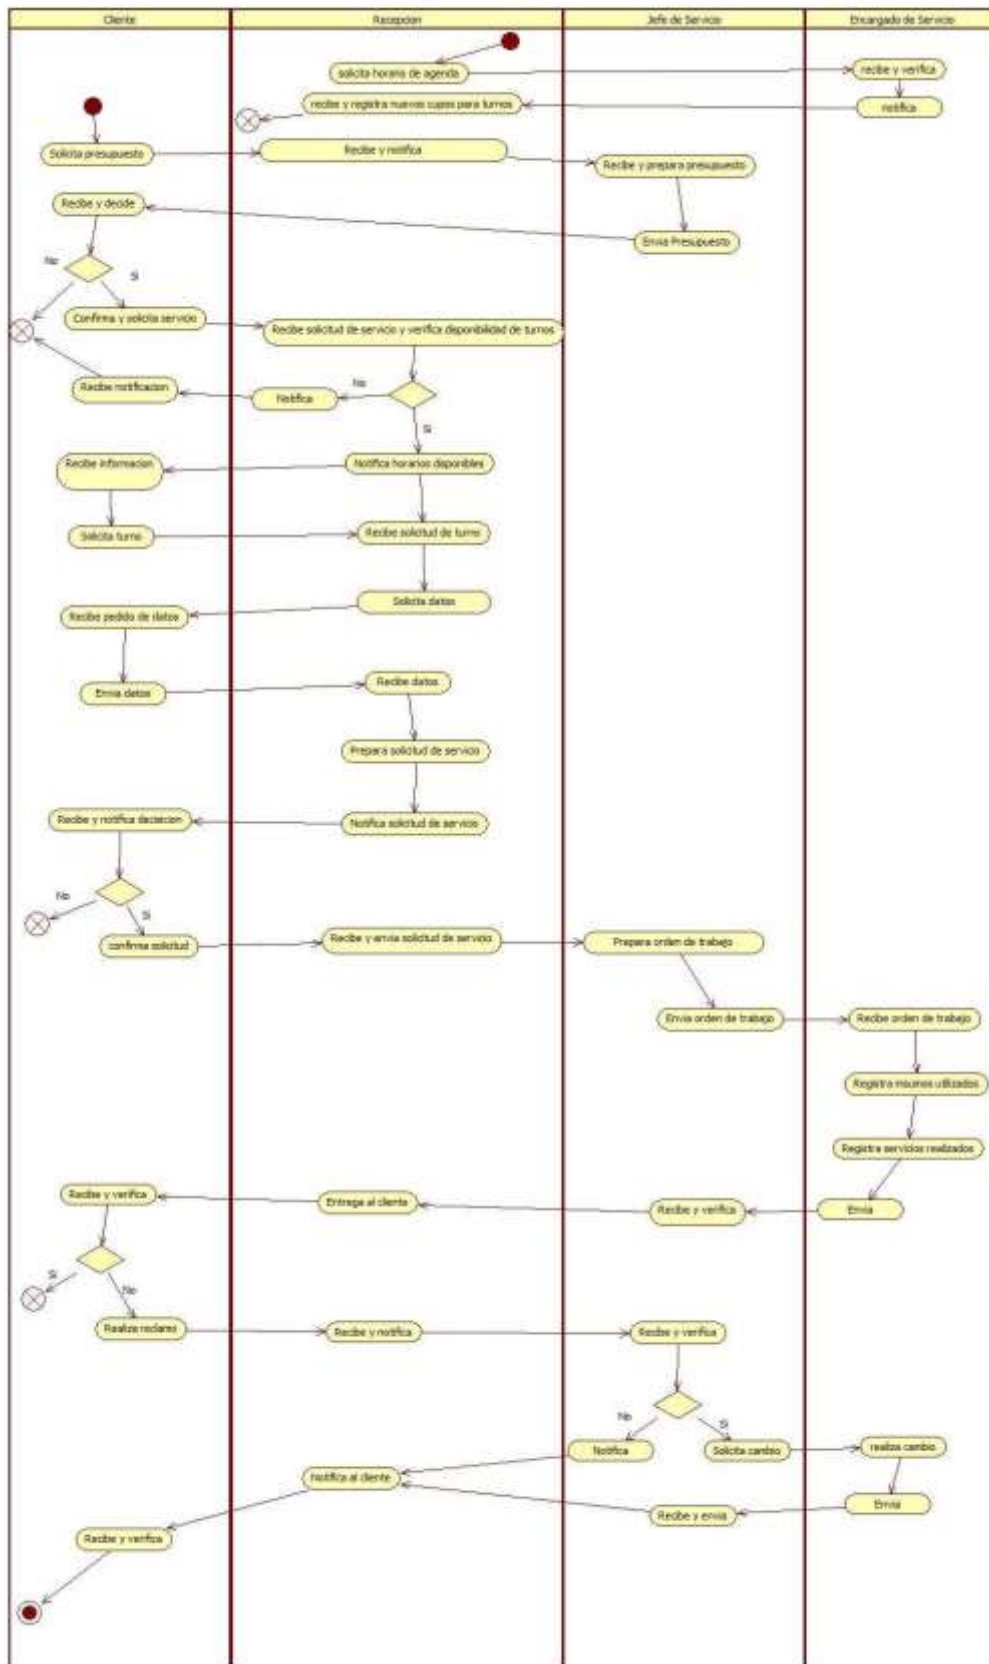 Cliente
Recepcion
Jefe de Servicio
Encargado de Servicio
solicita horario de agenda
recibe y verifica
recibe y registra nuevos cupos para turnos
notifica
Solicita presupuesto
Recibe y notifica
Recibe y prepara presupuesto
Recibe y decide
Envia Presupuesto
No
Si
Confirma y solicita servicio
Recibe solicitud de servicio y verifica disponibilidad de turnos
Recibe notificacion
Notifica
No
Si
Recibe informacion
Notifica horarios disponibles
Solicita turno
Recibe solicitud de turno
Solicita datos
Recibe pedido de datos
Envia datos
Recibe datos
Prepara solicitud de servicio
Recibe y notifica decisecion
Notifica solicitud de servicio
No
Si
confirma solicitud
Recibe y envia solicitud de servicio
Prepara orden de trabajo
Envia orden de trabajo
Recibe orden de trabajo
Registra insumos utilizados
Registra servicios realizados
Recibe y verifica
Entrega al cliente
Recibe y verifica
Envia
Si
No
Realiza reclamo
Recibe y notifica
Recibe y verifica
No
Si
Notifica
Solicita cambio
realiza cambio
Notifica al cliente
Recibe y envia
Envia
Recibe y verifica